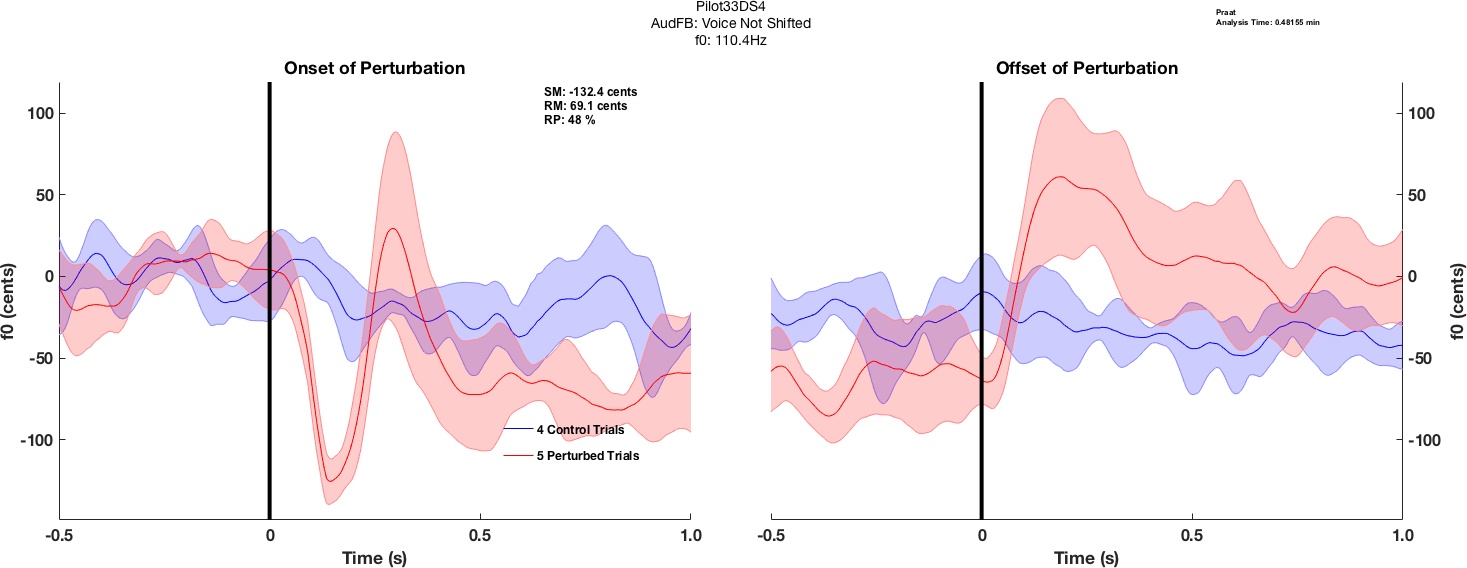 Pilot33DS4
AudFB: Voice Not Shifted
f0: 110.4Hz
Praat
Analysis Time: 0.48155 min
Onset of Perturbation
SM: -132.4 cents
RM: 69.1 cents
RP: 48 %
100
50
0
-50
-100
f0 (cents)
4 Control Trials
5 Perturbed Trials
-0.5
0
0.5
1.0
Time (s)
Offset of Perturbation
100
50
0
-50
-100
f0 (cents)
-0.5
0
0.5
1.0
Time (s)